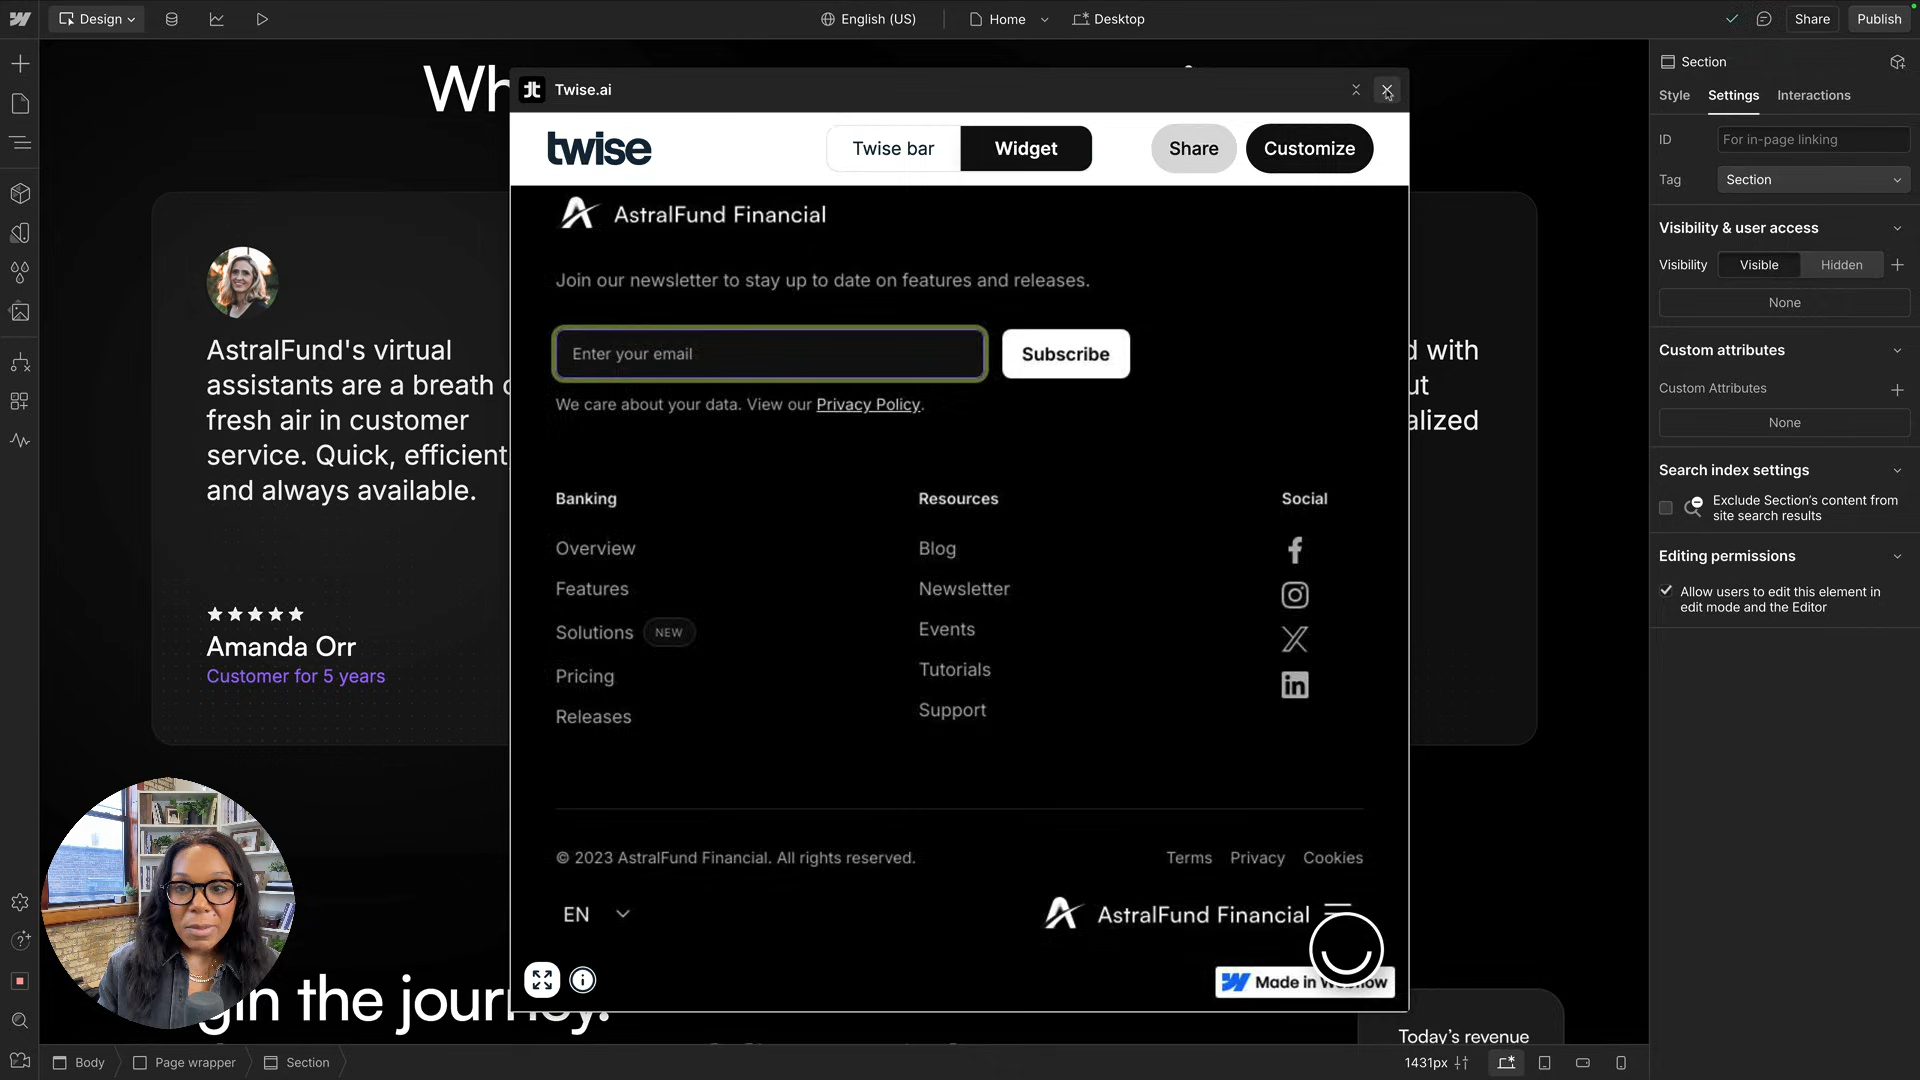 Design
English (US)
Home
Desktop
Share
Publish
Wh
Twise.ai
twise
Twise bar
Widget
Share
Customize
AstralFund Financial
Join our newsletter to stay up to date on features and releases.
Enter your email
Subscribe
We care about your data. View our Privacy Policy.
Banking
Overview
Features
Solutions NEW
Pricing
Releases
Resources
Blog
Newsletter
Events
Tutorials
Support
Social
© 2023 AstralFund Financial. All rights reserved.
Terms
Privacy
Cookies
EN
AstralFund Financial
Made in
AstralFund's virtual
assistants are a breath
fresh air in customer
service. Quick, efficient,
and always available.
Amanda Orr
Customer for 5 years
with
ut
alized
gin the journey.
Today's revenue
Section
Style
Settings
Interactions
ID
For in-page linking
Tag
Section
Visibility & user access
Visibility
Visible
Hidden
None
Custom attributes
Custom Attributes
None
Search index settings
Exclude Section's content from
site search results
Editing permissions
Allow users to edit this element in
edit mode and the Editor
Body
Page wrapper
Section
1431px